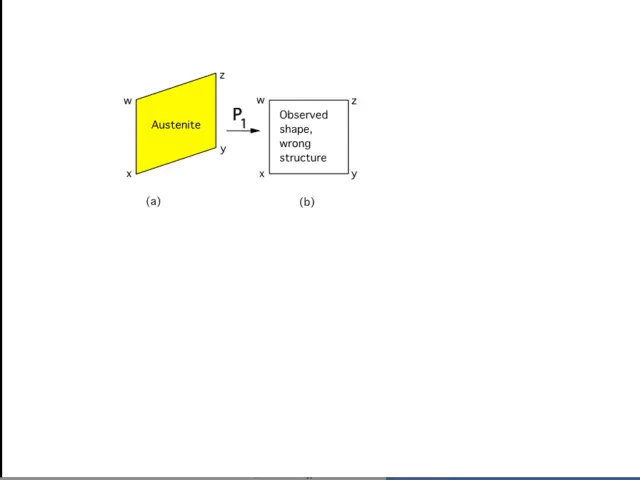 z
w
Austenite
y
x
(a)
P1
w
z
Observed
shape,
wrong
structure
x
y
(b)